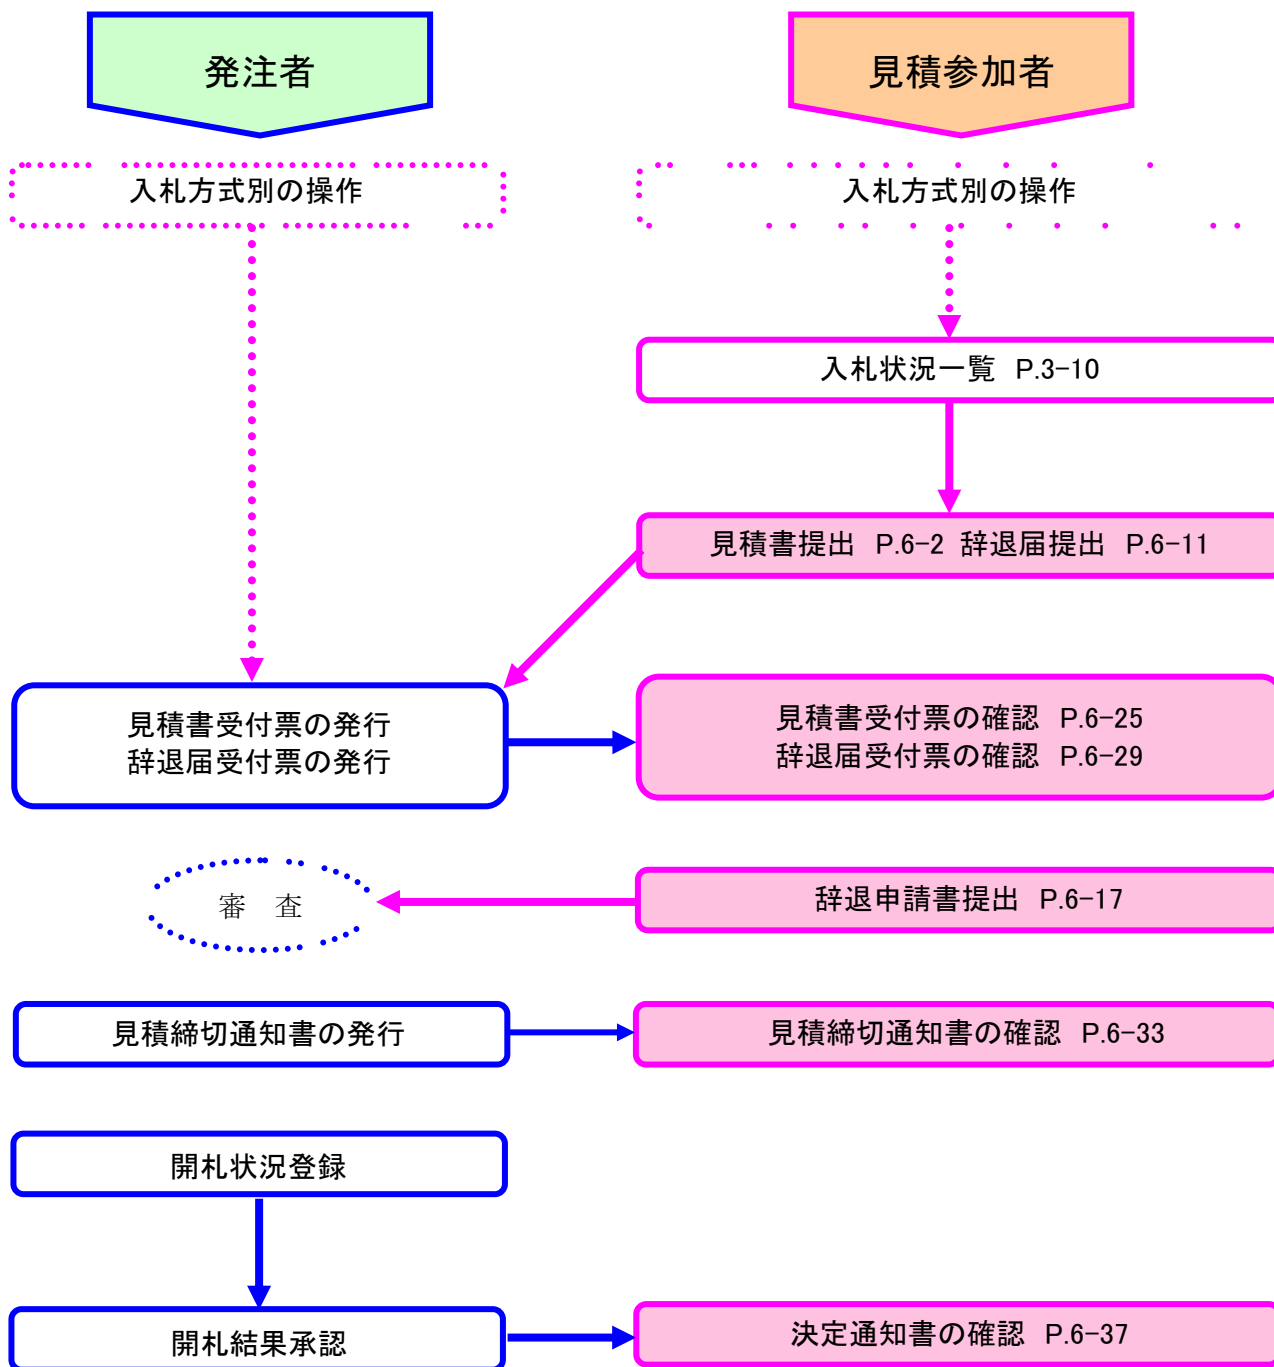 発注者
見積参加者
入札方式別の操作
入札方式別の操作
入札状況一覧 P.3-10
見積書提出 P.6-2 辞退届提出 P.6-11
見積書受付票の発行
辞退届受付票の発行
見積書受付票の確認 P.6-25
辞退届受付票の確認 P.6-29
審 査
辞退申請書提出 P.6-17
見積締切通知書の発行
見積締切通知書の確認 P.6-33
開札状況登録
開札結果承認
決定通知書の確認 P.6-37